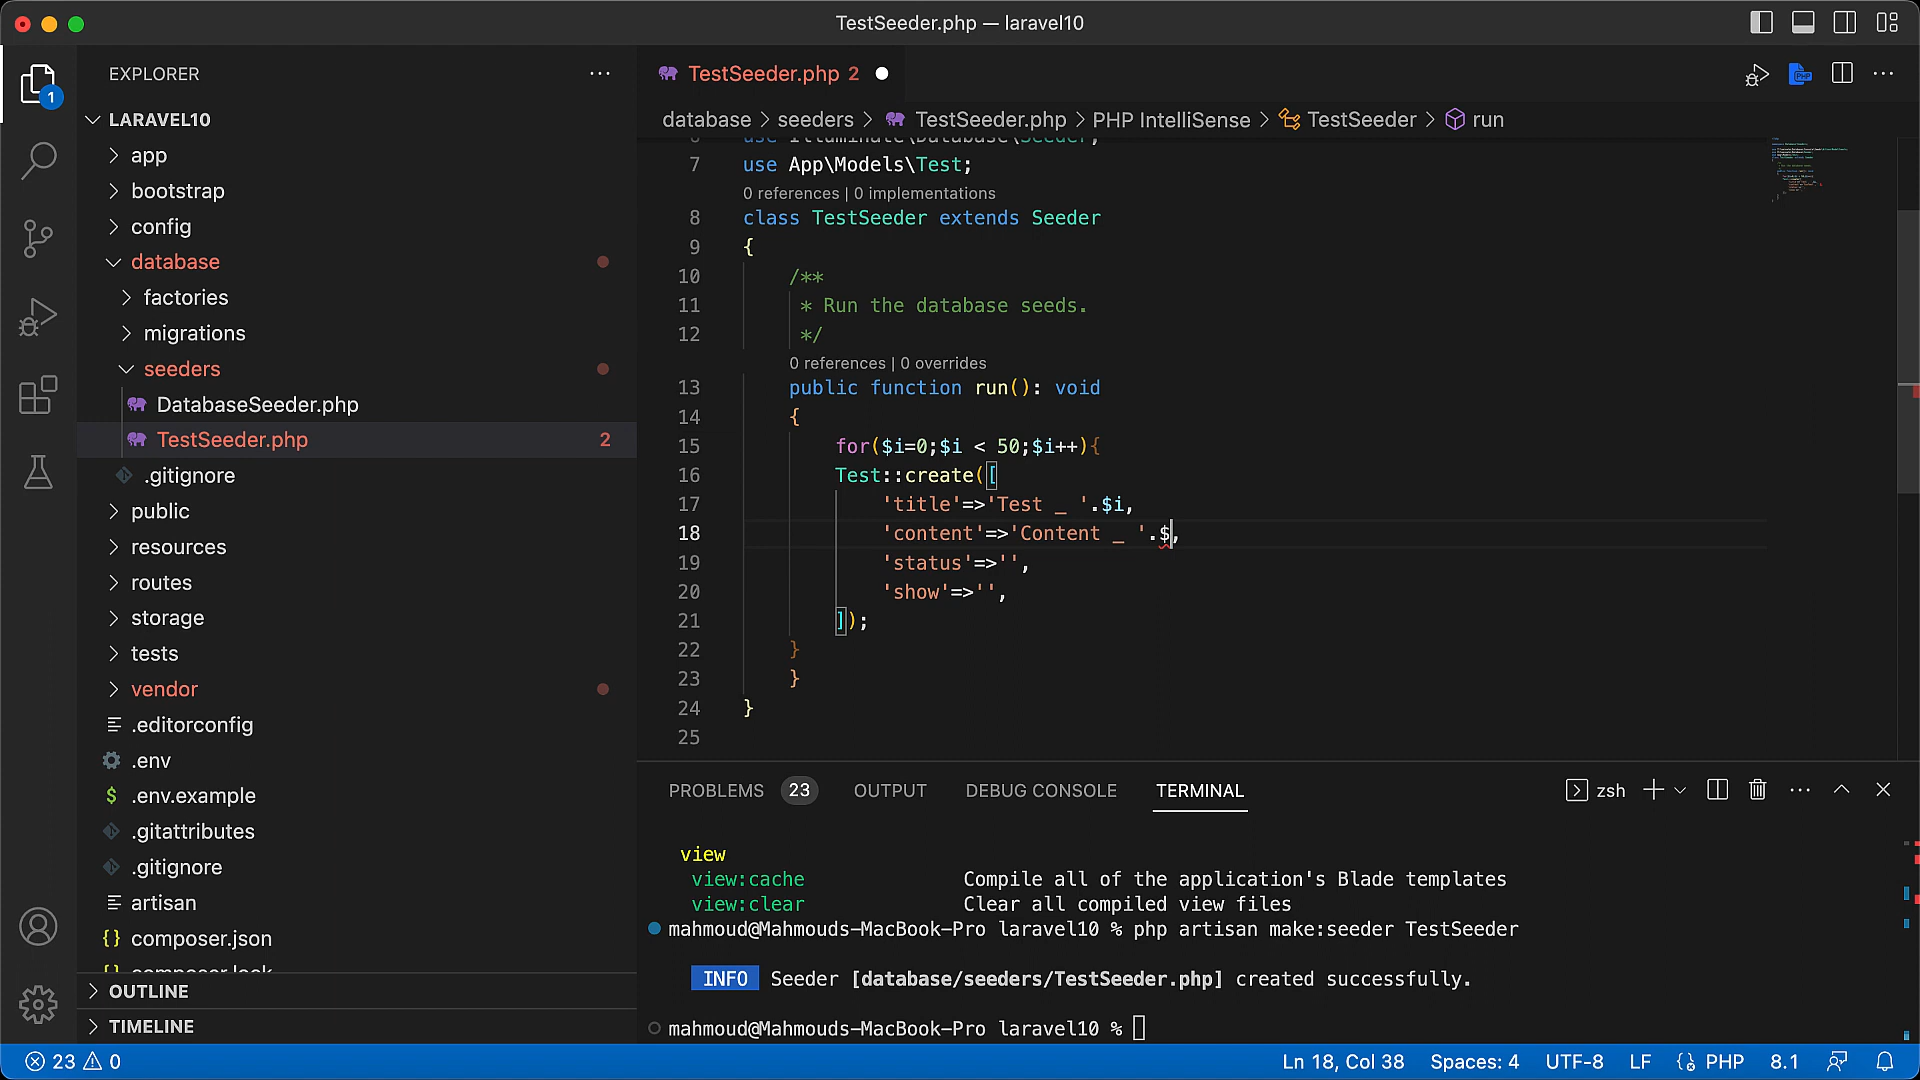 TestSeeder.php — laravel10
EXPLORER
1
LARAVEL10
app
bootstrap
config
database
factories
migrations
seeders
DatabaseSeeder.php
TestSeeder.php 2
.gitignore
public
resources
routes
storage
tests
vendor
.editorconfig
.env
.env.example
.gitattributes
.gitignore
artisan
composer.json
composer.lock
OUTLINE
TIMELINE
TestSeeder.php 2
database > seeders > TestSeeder.php > PHP IntelliSense > TestSeeder > run
6 use Illuminate\Database\Seeder;
7 use App\Models\Test;
0 references | 0 implementations
8 class TestSeeder extends Seeder
9 {
10 /**
11 * Run the database seeds.
12 */
0 references | 0 overrides
13 public function run(): void
14 {
15 for($i=0;$i < 50;$i++){
16 Test::create([
17 'title'=>'Test _ '.$i,
18 'content'=>'Content _ '.$,
19 'status'=>'',
20 'show'=>'',
21 ]);
22 }
23 }
24 }
25
PROBLEMS 23 OUTPUT DEBUG CONSOLE TERMINAL zsh
view
view:cache Compile all of the application's Blade templates
view:clear Clear all compiled view files
mahmoud@Mahmouds-MacBook-Pro laravel10 % php artisan make:seeder TestSeeder
INFO Seeder [database/seeders/TestSeeder.php] created successfully.
mahmoud@Mahmouds-MacBook-Pro laravel10 %
23 0 Ln 18, Col 38 Spaces: 4 UTF-8 LF PHP 8.1